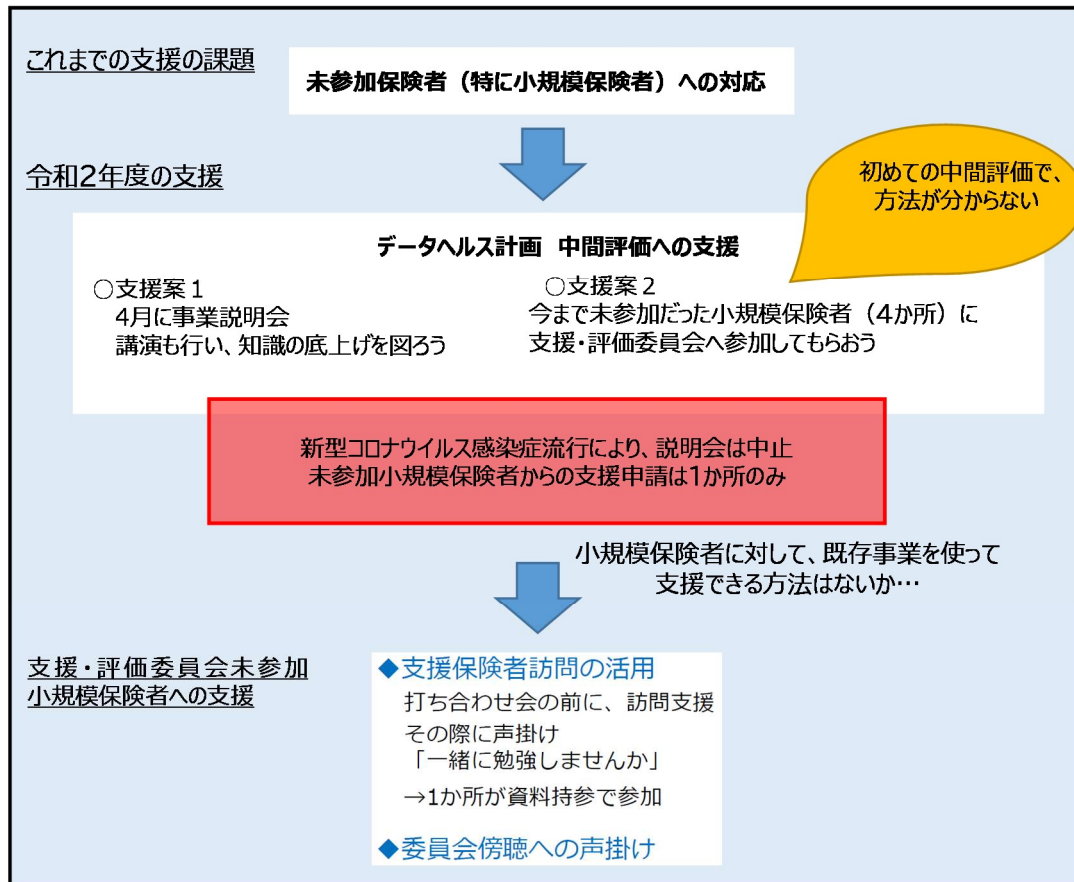 これまでの支援の課題
未参加保険者（特に小規模保険者）への対応
令和2年度の支援
初めての中間評価で、
方法が分からない
データヘルス計画 中間評価への支援
○支援案１
4月に事業説明会
講演も行い、知識の底上げを図ろう
○支援案２
今まで未参加だった小規模保険者（4か所）に
支援・評価委員会へ参加してもらおう
新型コロナウイルス感染症流行により、説明会は中止
未参加小規模保険者からの支援申請は1か所のみ
小規模保険者に対して、既存事業を使って
支援できる方法はないか…
支援・評価委員会未参加
小規模保険者への支援
◆支援保険者訪問の活用
打ち合わせ会の前に、訪問支援
その際に声掛け
「一緒に勉強しませんか」
→1か所が資料持参で参加
◆委員会傍聴への声掛け